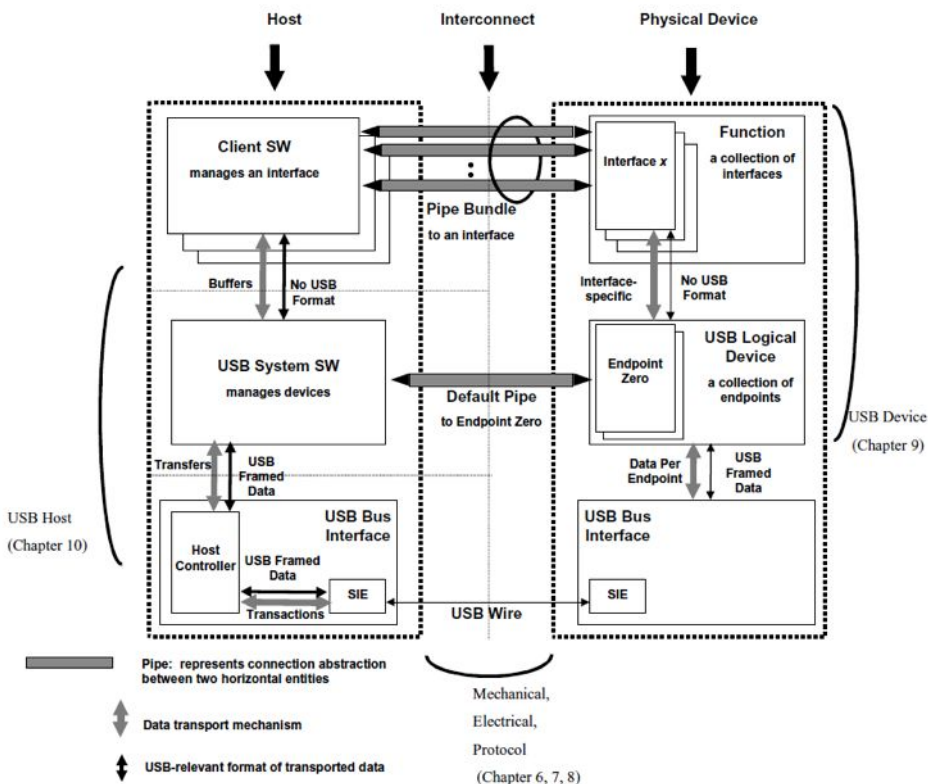 Host
Interconnect
Physical Device
Client SW
manages an interface
Pipe Bundle
to an interface
Interface x
Function
a collection of
interfaces
Buffers
No USB
Format
Interface-
specific
No USB
Format
USB System SW
manages devices
Default Pipe
to Endpoint Zero
Endpoint
Zero
USB Logical
Device
a collection of
endpoints
USB Device
(Chapter 9)
Transfers
USB
Framed
Data
Data Per
Endpoint
USB
Framed
Data
USB Host
(Chapter 10)
Host
Controller
USB Bus
Interface
USB Framed
Data
Transactions
SIE
USB Wire
USB Bus
Interface
SIE
Pipe: represents connection abstraction
between two horizontal entities
Data transport mechanism
USB-relevant format of transported data
Mechanical,
Electrical,
Protocol
(Chapter 6, 7, 8)